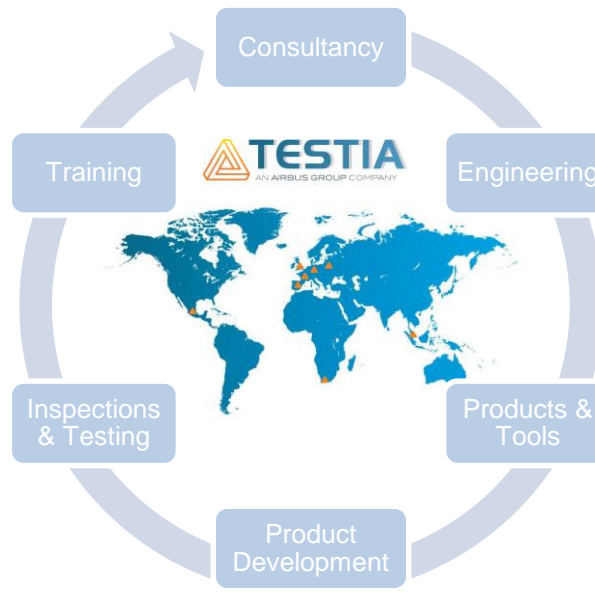 Consultancy
Training
TESTIA
AN AIRBUS GROUP COMPANY
Engineering
Inspections
& Testing
Products &
Tools
Product
Development